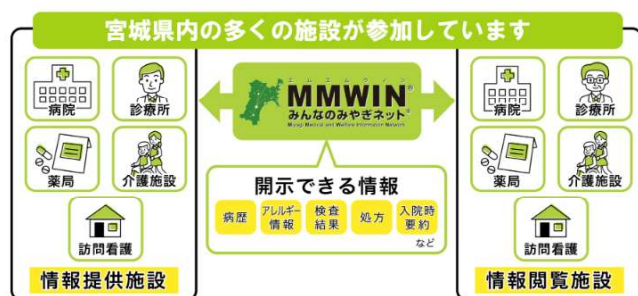 宮城県内の多くの施設が参加しています
病院
診療所
薬局
介護施設
訪問看護
情報提供施設
エムエムウィン
MMWIN®
みんなのみやぎネット®
Miyagi Medical and Welfare Information Network
開示できる情報
病歴
アレルギー
情報
検査
結果
処方
入院時
要約
など
病院
診療所
薬局
介護施設
訪問看護
情報閲覧施設